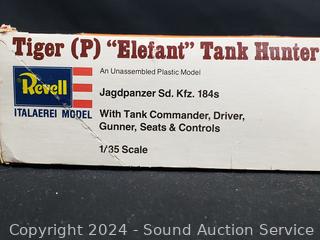 Tiger (P) "Elefant" Tank Hunter
An Unassembled Plastic Model
Revell
Jagdpanzer Sd. Kfz. 184s
ITALAEREI MODEL
With Tank Commander, Driver,
Gunner, Seats & Controls
1/35 Scale
Copyright © 2024 - Sound Auction Service